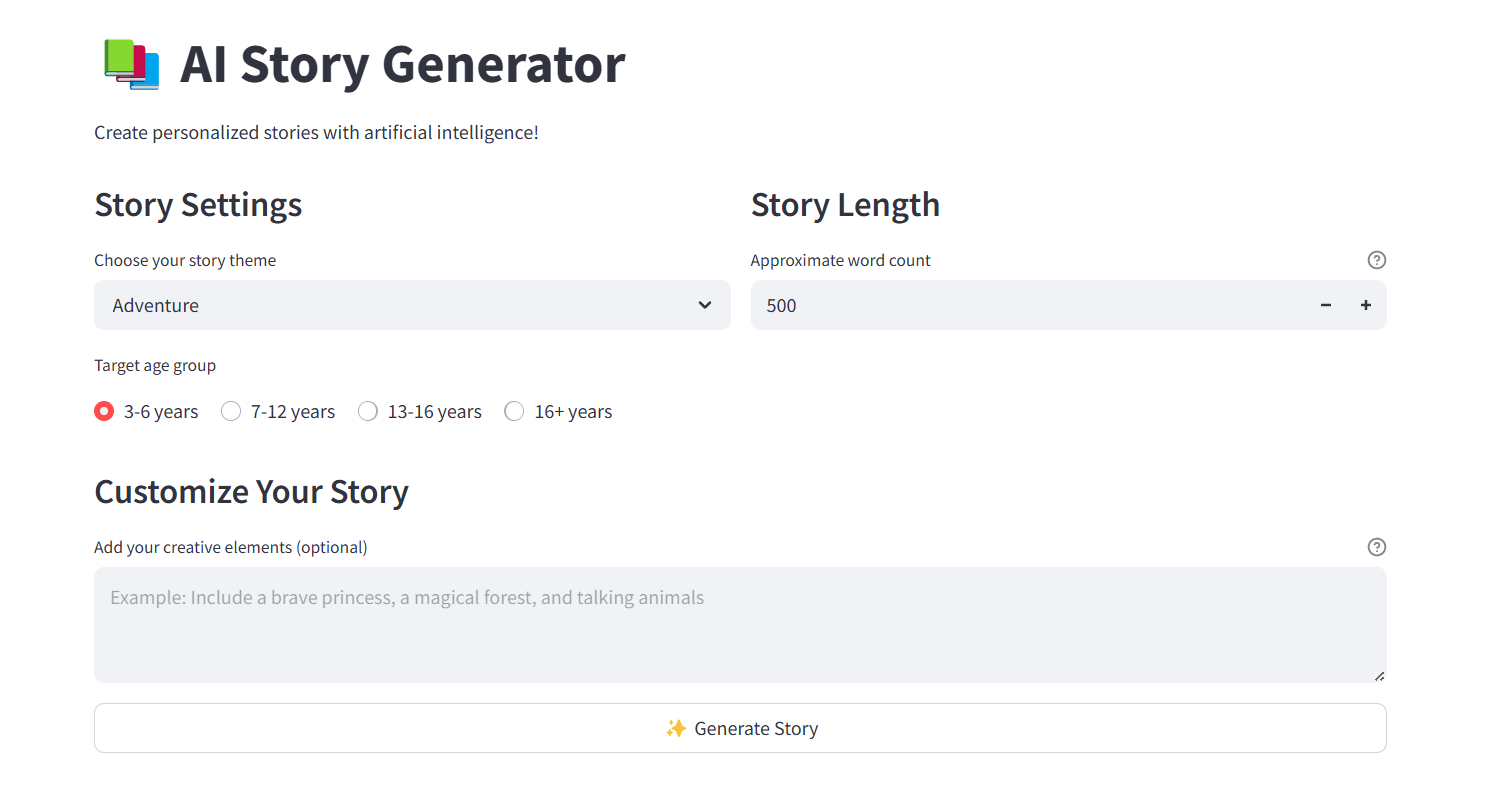 AI Story Generator
Create personalized stories with artificial intelligence!
Story Settings
Choose your story theme
Adventure
Target age group
3-6 years 7-12 years 13-16 years 16+ years
Story Length
Approximate word count
500
Customize Your Story
Add your creative elements (optional)
Example: Include a brave princess, a magical forest, and talking animals
✨ Generate Story